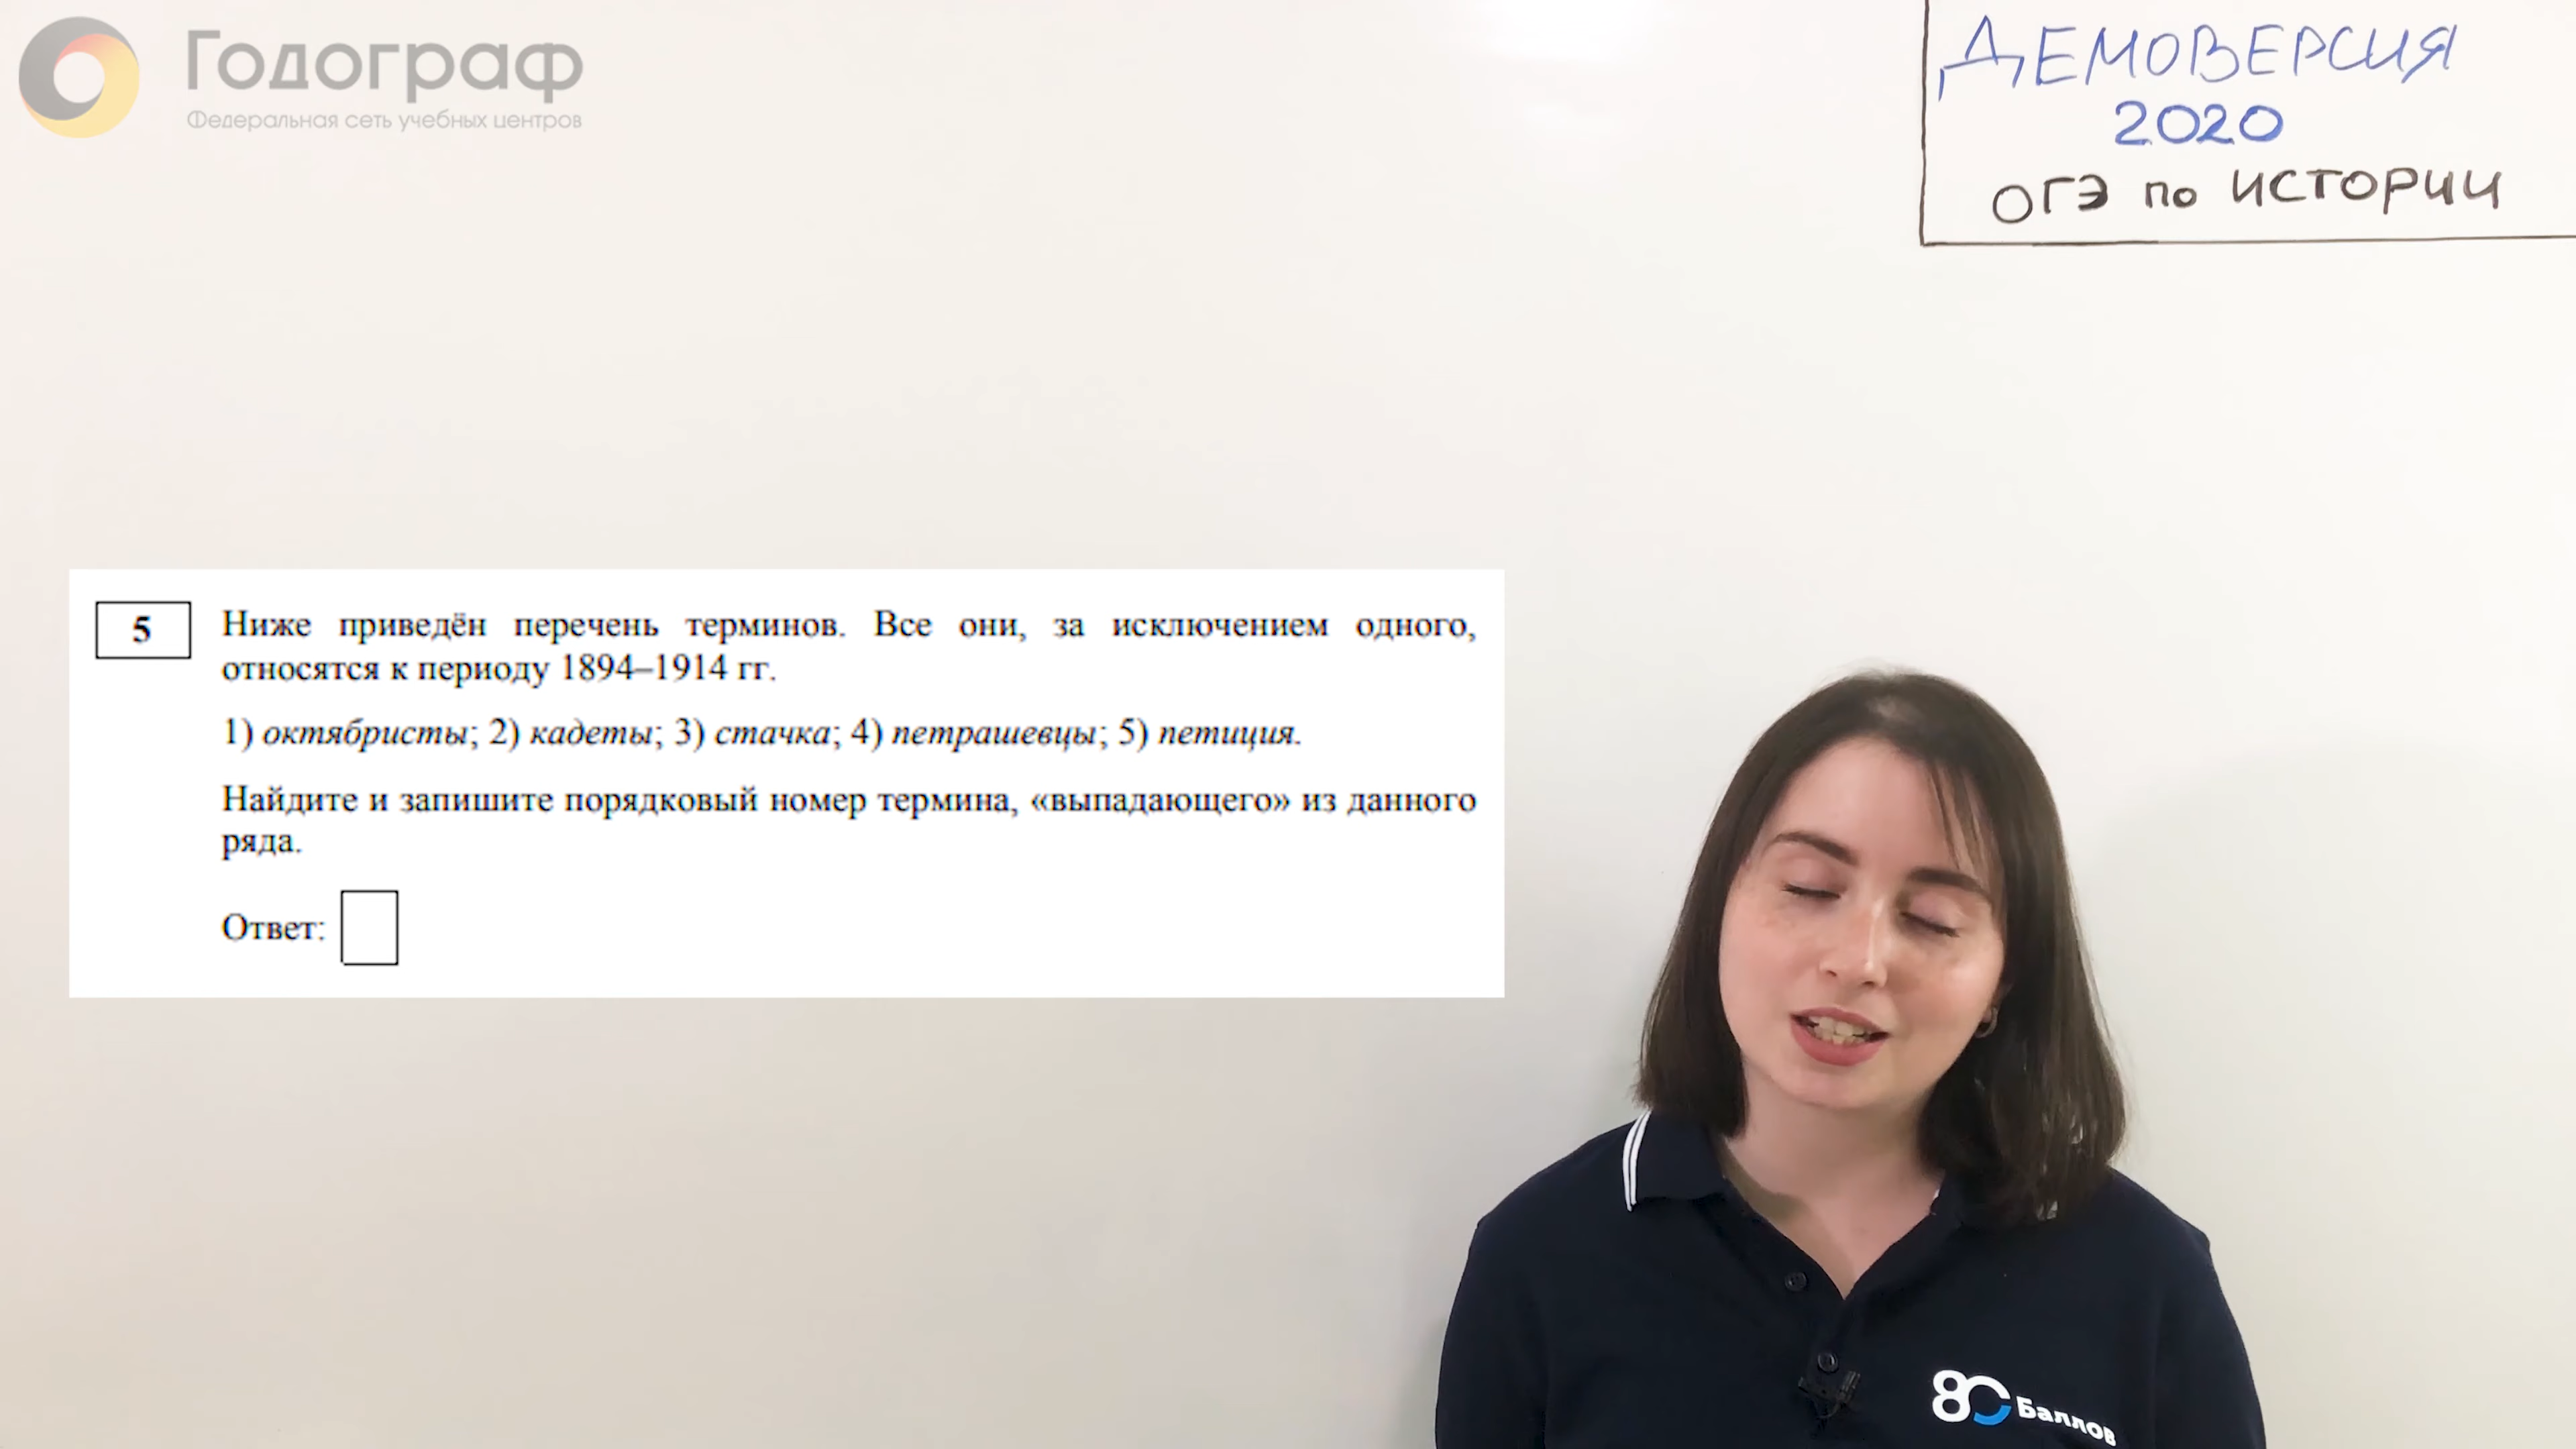 Годограф
Федеральная сеть учебных центров
ДЕМОВЕРСИЯ
2020
ОГЭ по ИСТОРИИ
5
Ниже приведён перечень терминов. Все они, за исключением одного,
относятся к периоду 1894–1914 гг.
1) октябристы; 2) кадеты; 3) стачка; 4) петрашевцы; 5) петиция.
Найдите и запишите порядковый номер термина, «выпадающего» из данного
ряда.
Ответ:
80 Баллов